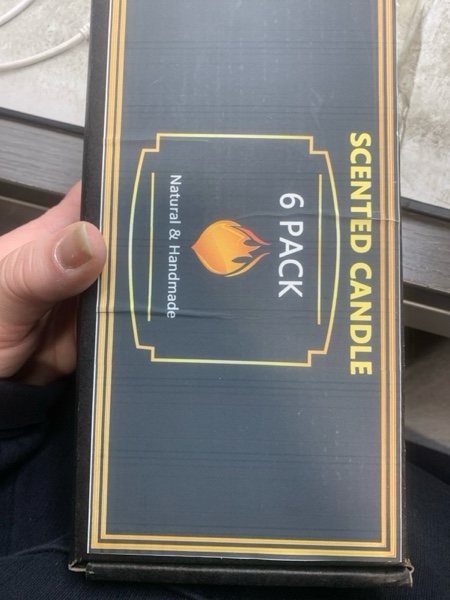 SCENTED CANDLE
6 PACK
Natural & Handmade